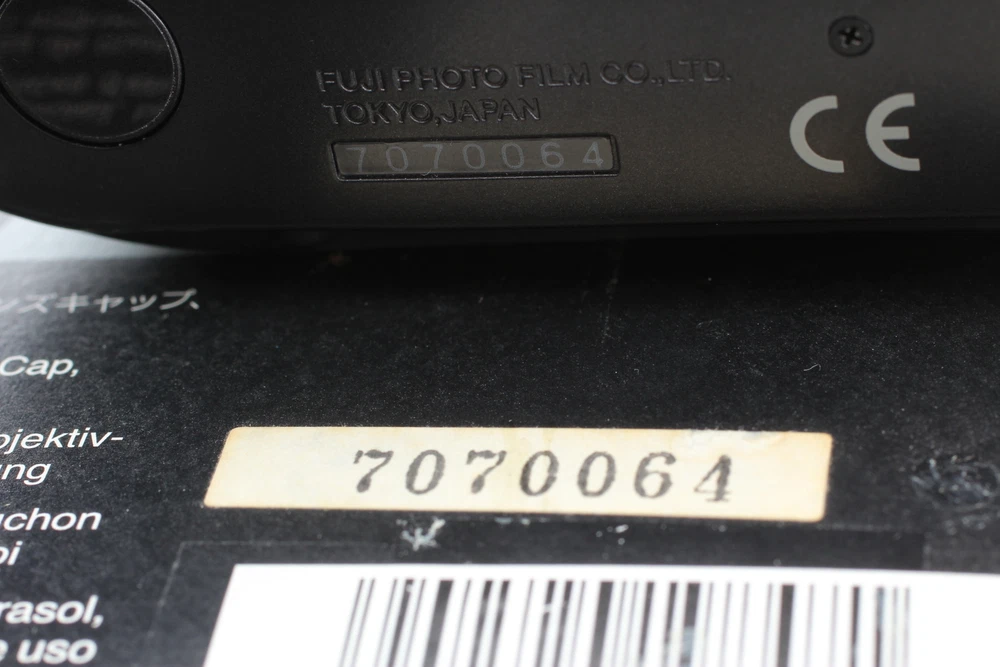 FUJI PHOTO FILM CO.,LTD.
TOKYO,JAPAN
7070064
CE
ンズキャップ、
Cap,
ojektiv-
ung
uchon
oi
rasol,
e uso
7070064